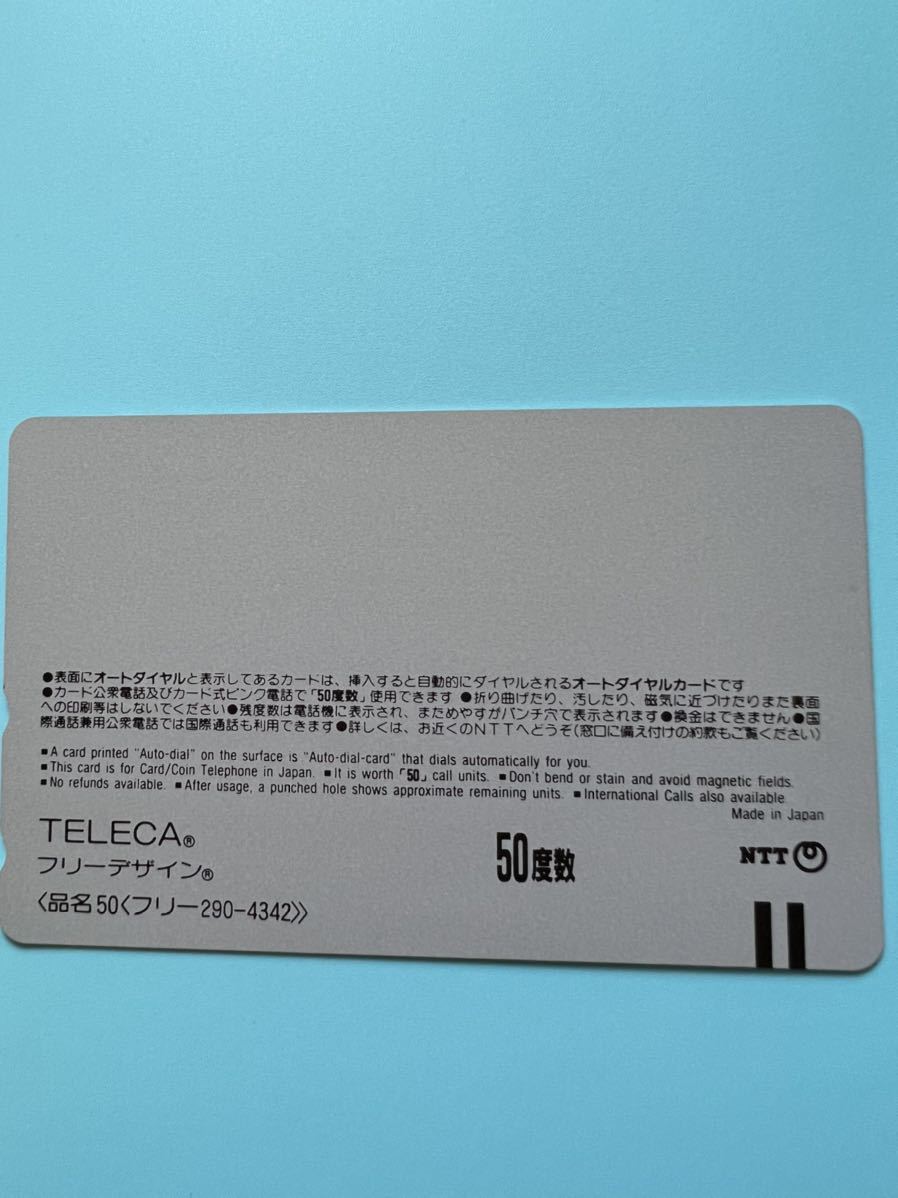 ●表面にオートダイヤルと表示してあるカードは、挿入すると自動的にダイヤルされるオートダイヤルカードです
●カード公衆電話及びカード式ピンク電話で「50度数」使用できます ●折り曲げたり、汚したり、磁気に近づけたりまた裏面
への印刷等はしないでください●残度数は電話機に表示され、まためやすがパンチ穴で表示されます●換金はできません●国
際通話兼用公衆電話では国際通話も利用できます●詳しくは、お近くのNTTへどうぞ(窓口に備え付けの約款もご覧ください)
■A card printed "Auto-dial" on the surface is "Auto-dial-card" that dials automatically for you.
■This card is for Card/Coin Telephone in Japan. ■It is worth「50」call units. ■Don't bend or stain and avoid magnetic fields.
■No refunds available. ■After usage, a punched hole shows approximate remaining units. ■International Calls also available.
Made in Japan
TELECA®
フリーデザイン®
〈品名50〈フリー290-4342〉〉
50度数
NTT